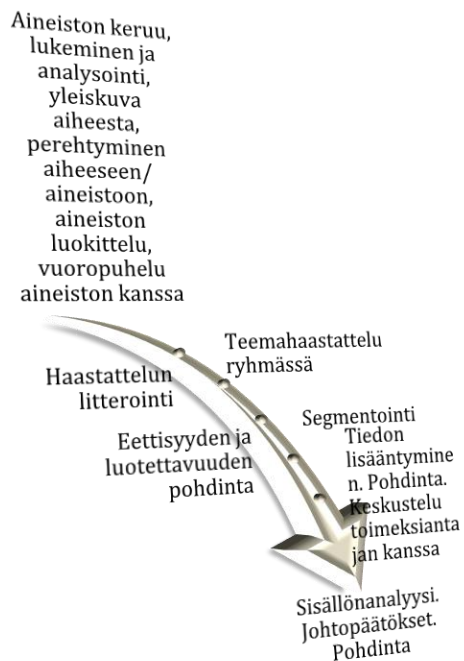 Aineiston keruu,
lukeminen ja
analysointi,
yleiskuva
aiheesta,
perehtyminen
aiheeseen/
aineistoon,
aineiston
luokittelu,
vuoropuhelu
aineiston kanssa
Teemahaastattelu
ryhmässä
Haastattelun
litterointi
Segmentointi
Eettisyyden ja
luotettavuuden
pohdinta
Tiedon
lisääntymine
n. Pohdinta.
Keskustelu
toimeksianta
jan kanssa
Sisällönanalyysi.
Johtopäätökset.
Pohdinta